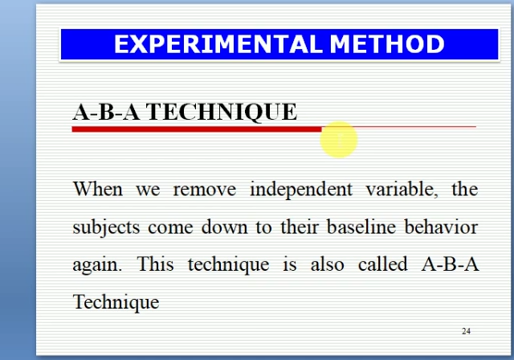 EXPERIMENTAL METHOD
A-B-A TECHNIQUE
When we remove independent variable, the
subjects come down to their baseline behavior
again. This technique is also called A-B-A
Technique
24